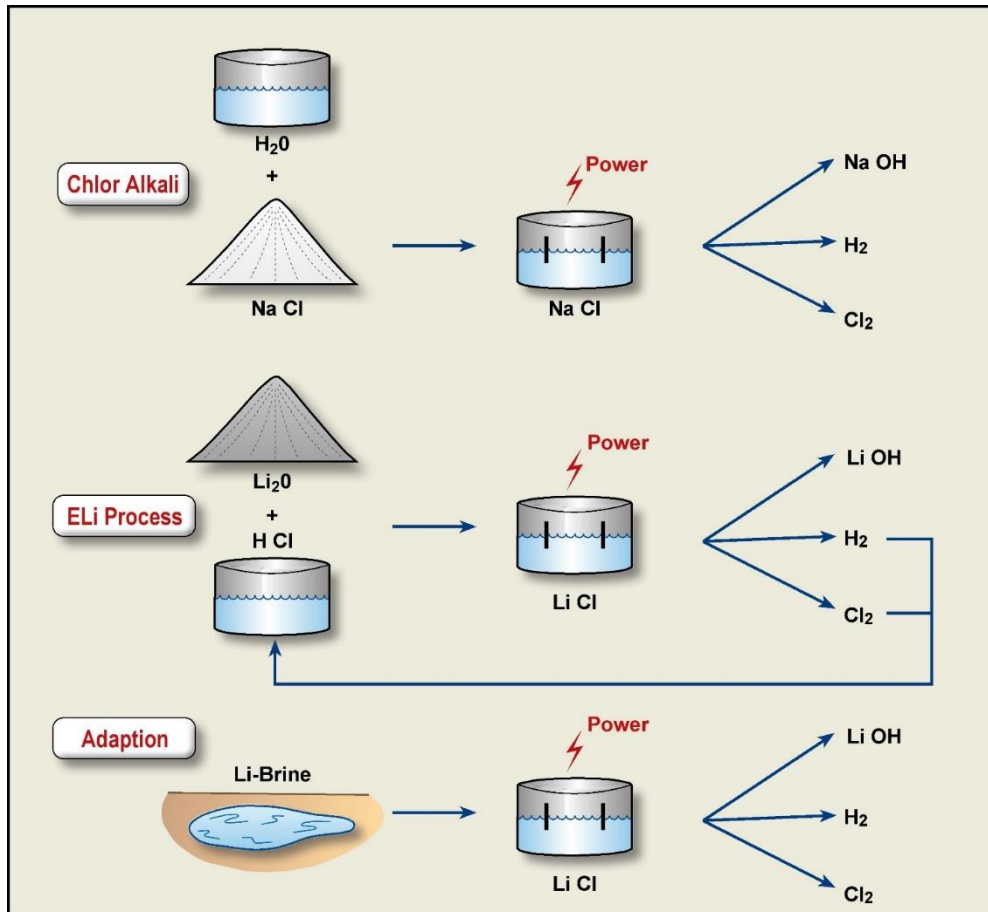 H₂0
+
Chlor Alkali
Na Cl
Power
Na Cl
Na OH
H₂
Cl₂
Li₂0
+
H Cl
ELi Process
Power
Li Cl
Li OH
H₂
Cl₂
Adaption
Li-Brine
Power
Li Cl
Li OH
H₂
Cl₂